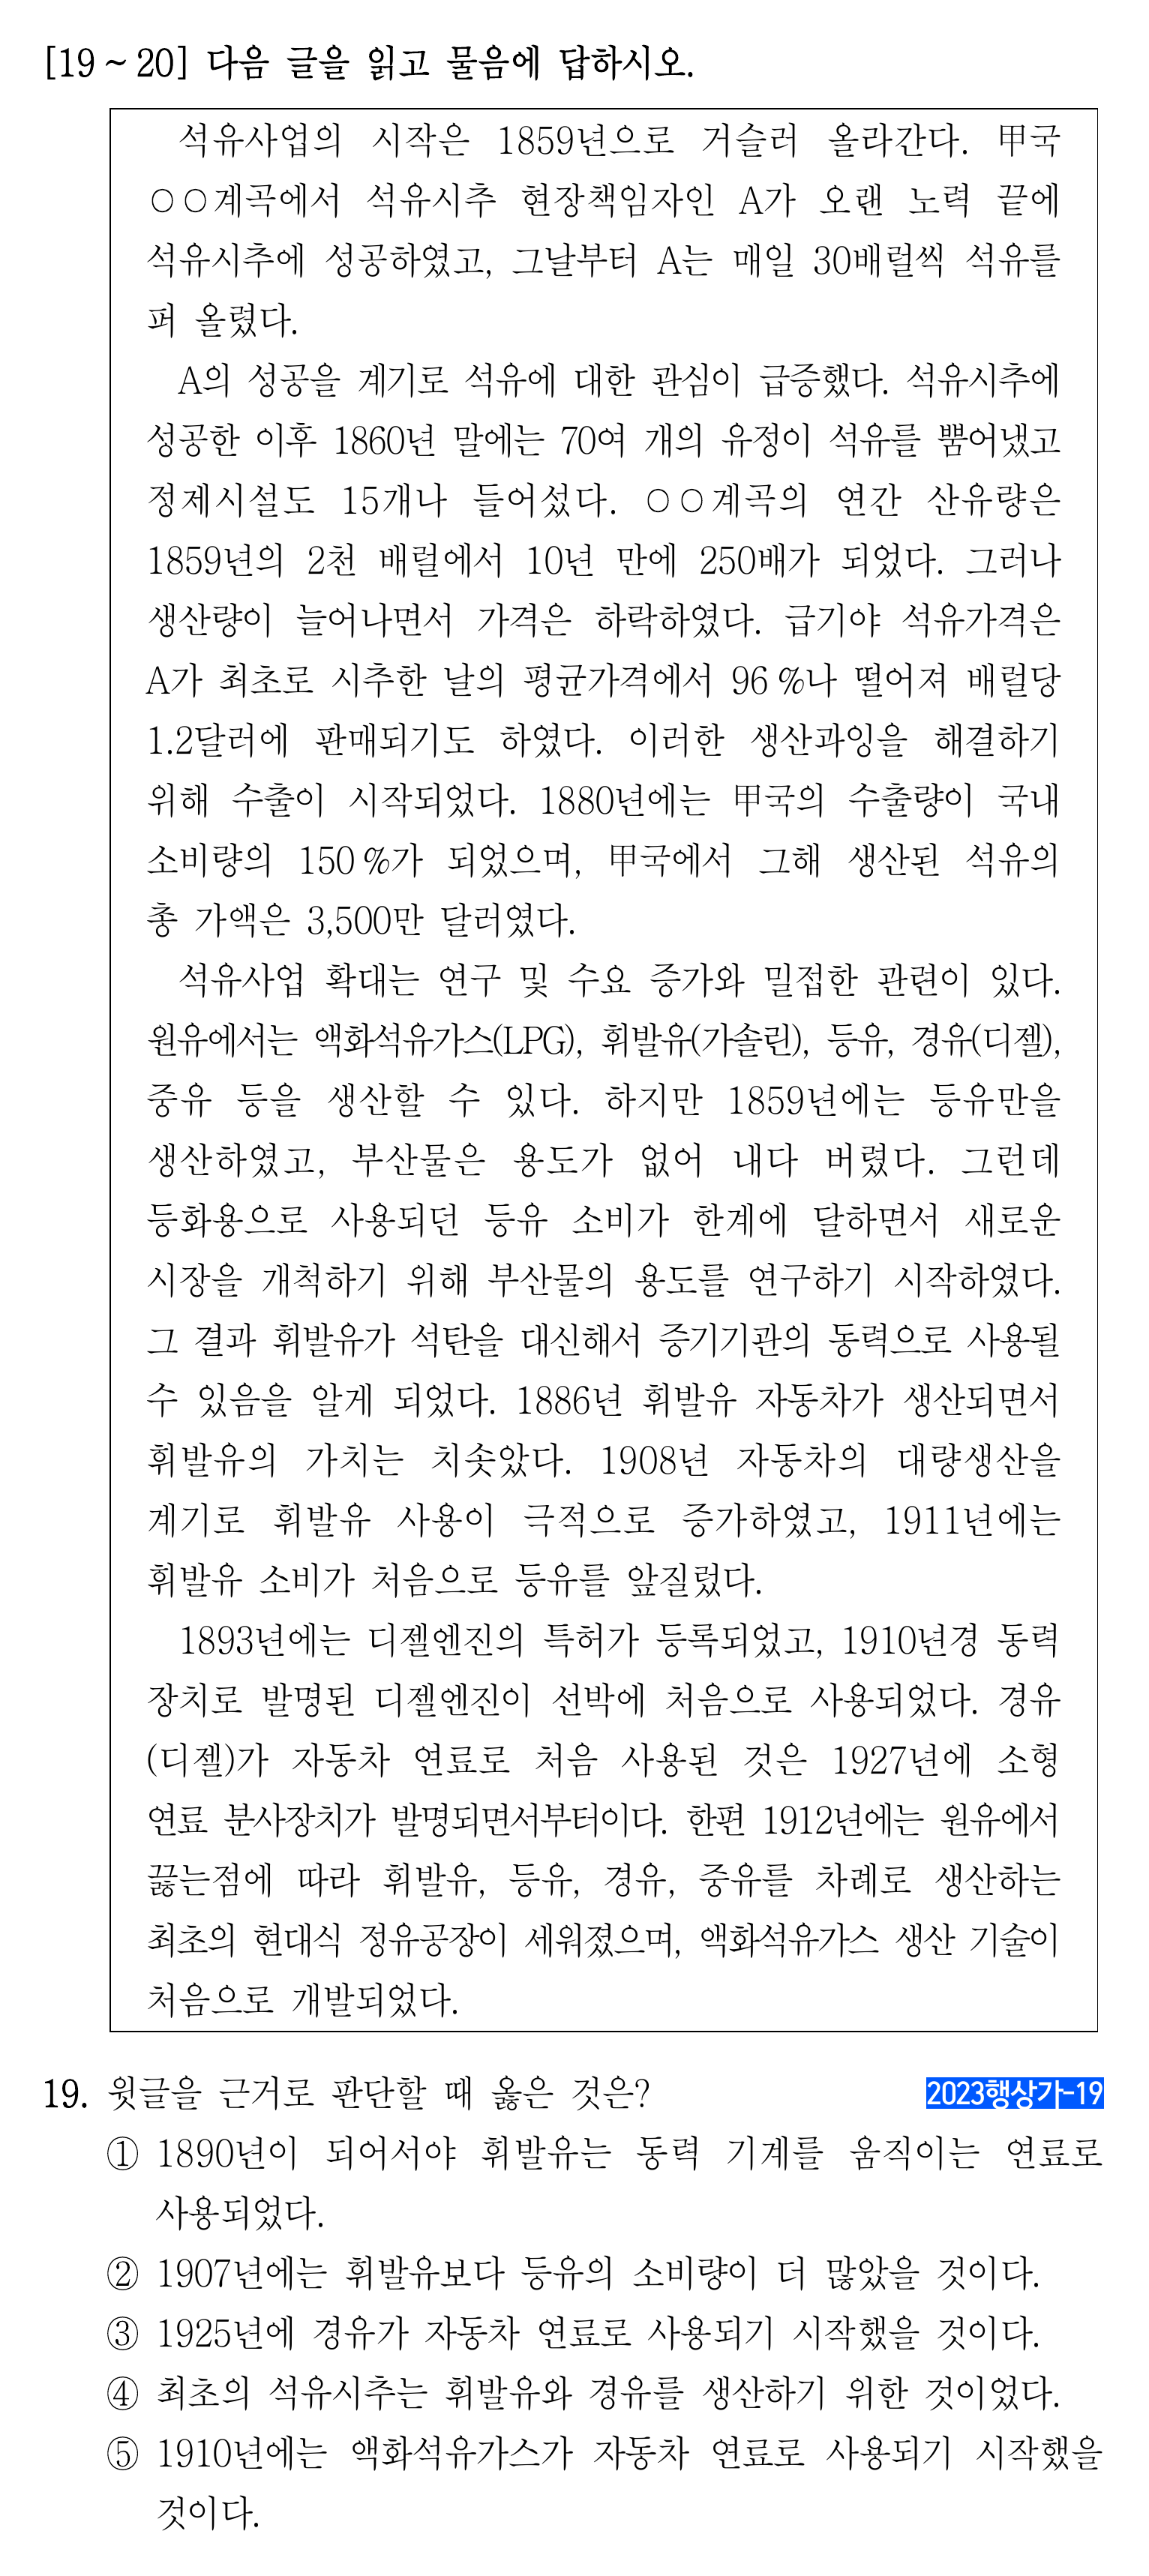 [19~20] 다음 글을 읽고 물음에 답하시오.
석유사업의 시작은 1859년으로 거슬러 올라간다. 甲국
○○계곡에서 석유시추 현장책임자인 A가 오랜 노력 끝에
석유시추에 성공하였고, 그날부터 A는 매일 30배럴씩 석유를
퍼 올렸다.
A의 성공을 계기로 석유에 대한 관심이 급증했다. 석유시추에
성공한 이후 1860년 말에는 70여 개의 유정이 석유를 뿜어냈고
정제시설도 15개나 들어섰다. ○○계곡의 연간 산유량은
1859년의 2천 배럴에서 10년 만에 250배가 되었다. 그러나
생산량이 늘어나면서 가격은 하락하였다. 급기야 석유가격은
A가 최초로 시추한 날의 평균가격에서 96%나 떨어져 배럴당
1.2달러에 판매되기도 하였다. 이러한 생산과잉을 해결하기
위해 수출이 시작되었다. 1880년에는 甲국의 수출량이 국내
소비량의 150%가 되었으며, 甲국에서 그해 생산된 석유의
총 가액은 3,500만 달러였다.
석유사업 확대는 연구 및 수요 증가와 밀접한 관련이 있다.
원유에서는 액화석유가스(LPG), 휘발유(가솔린), 등유, 경유(디젤),
중유 등을 생산할 수 있다. 하지만 1859년에는 등유만을
생산하였고, 부산물은 용도가 없어 내다 버렸다. 그런데
등화용으로 사용되던 등유 소비가 한계에 달하면서 새로운
시장을 개척하기 위해 부산물의 용도를 연구하기 시작하였다.
그 결과 휘발유가 석탄을 대신해서 증기기관의 동력으로 사용될
수 있음을 알게 되었다. 1886년 휘발유 자동차가 생산되면서
휘발유의 가치는 치솟았다. 1908년 자동차의 대량생산을
계기로 휘발유 사용이 극적으로 증가하였고, 1911년에는
휘발유 소비가 처음으로 등유를 앞질렀다.
1893년에는 디젤엔진의 특허가 등록되었고, 1910년경 동력
장치로 발명된 디젤엔진이 선박에 처음으로 사용되었다. 경유
(디젤)가 자동차 연료로 처음 사용된 것은 1927년에 소형
연료 분사장치가 발명되면서부터이다. 한편 1912년에는 원유에서
끓는점에 따라 휘발유, 등유, 경유, 중유를 차례로 생산하는
최초의 현대식 정유공장이 세워졌으며, 액화석유가스 생산 기술이
처음으로 개발되었다.
19. 윗글을 근거로 판단할 때 옳은 것은? 2023행상가-19
① 1890년이 되어서야 휘발유는 동력 기계를 움직이는 연료로
사용되었다.
② 1907년에는 휘발유보다 등유의 소비량이 더 많았을 것이다.
③ 1925년에 경유가 자동차 연료로 사용되기 시작했을 것이다.
④ 최초의 석유시추는 휘발유와 경유를 생산하기 위한 것이었다.
⑤ 1910년에는 액화석유가스가 자동차 연료로 사용되기 시작했을
것이다.